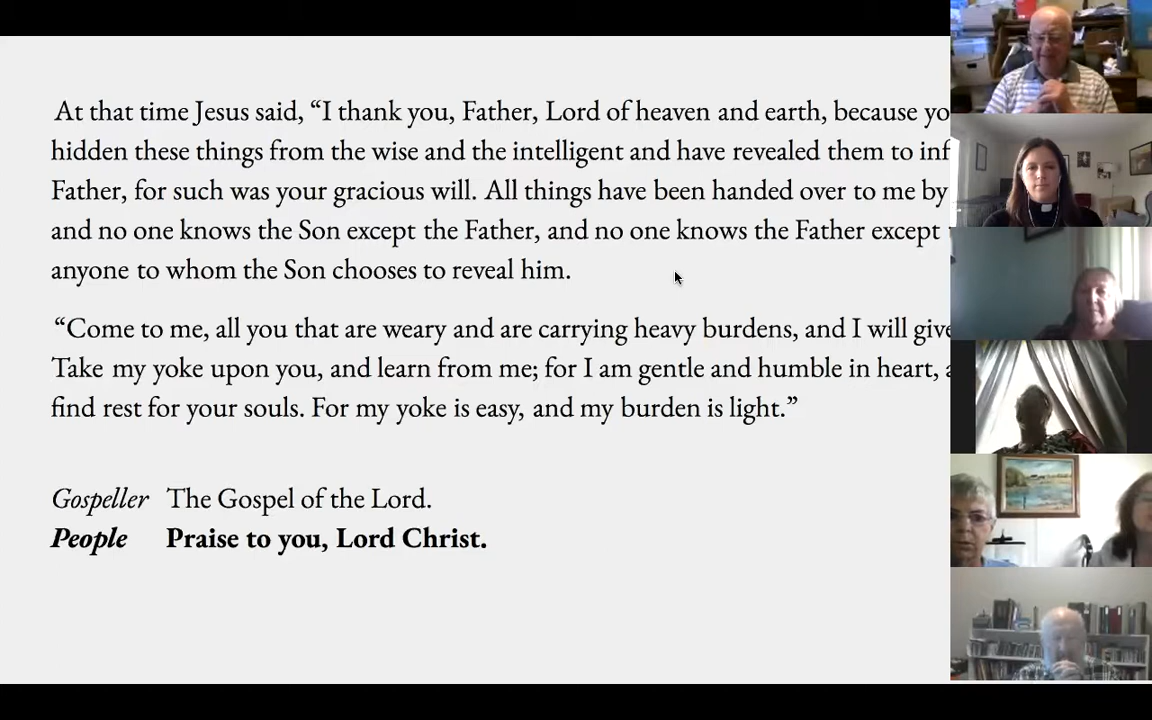 At that time Jesus said, “I thank you, Father, Lord of heaven and earth, because yo
hidden these things from the wise and the intelligent and have revealed them to inf
Father, for such was your gracious will. All things have been handed over to me by
and no one knows the Son except the Father, and no one knows the Father except
anyone to whom the Son chooses to reveal him.
“Come to me, all you that are weary and are carrying heavy burdens, and I will give
Take my yoke upon you, and learn from me; for I am gentle and humble in heart, a
find rest for your souls. For my yoke is easy, and my burden is light.”
Gospeller The Gospel of the Lord.
People Praise to you, Lord Christ.